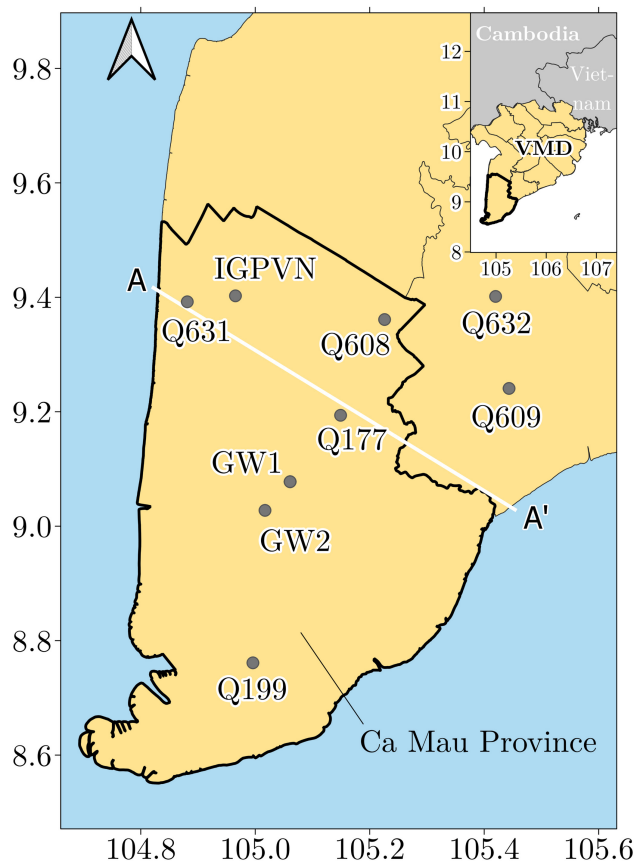 Cambodia
Viet-
nam
VMD
12
11
10
9
8
105
106
107
9.8
9.6
9.4
9.2
9.0
8.8
8.6
A
IGPVN
Q631
Q608
Q632
Q609
Q177
GW1
GW2
A'
Q199
Ca Mau Province
104.8
105.0
105.2
105.4
105.6